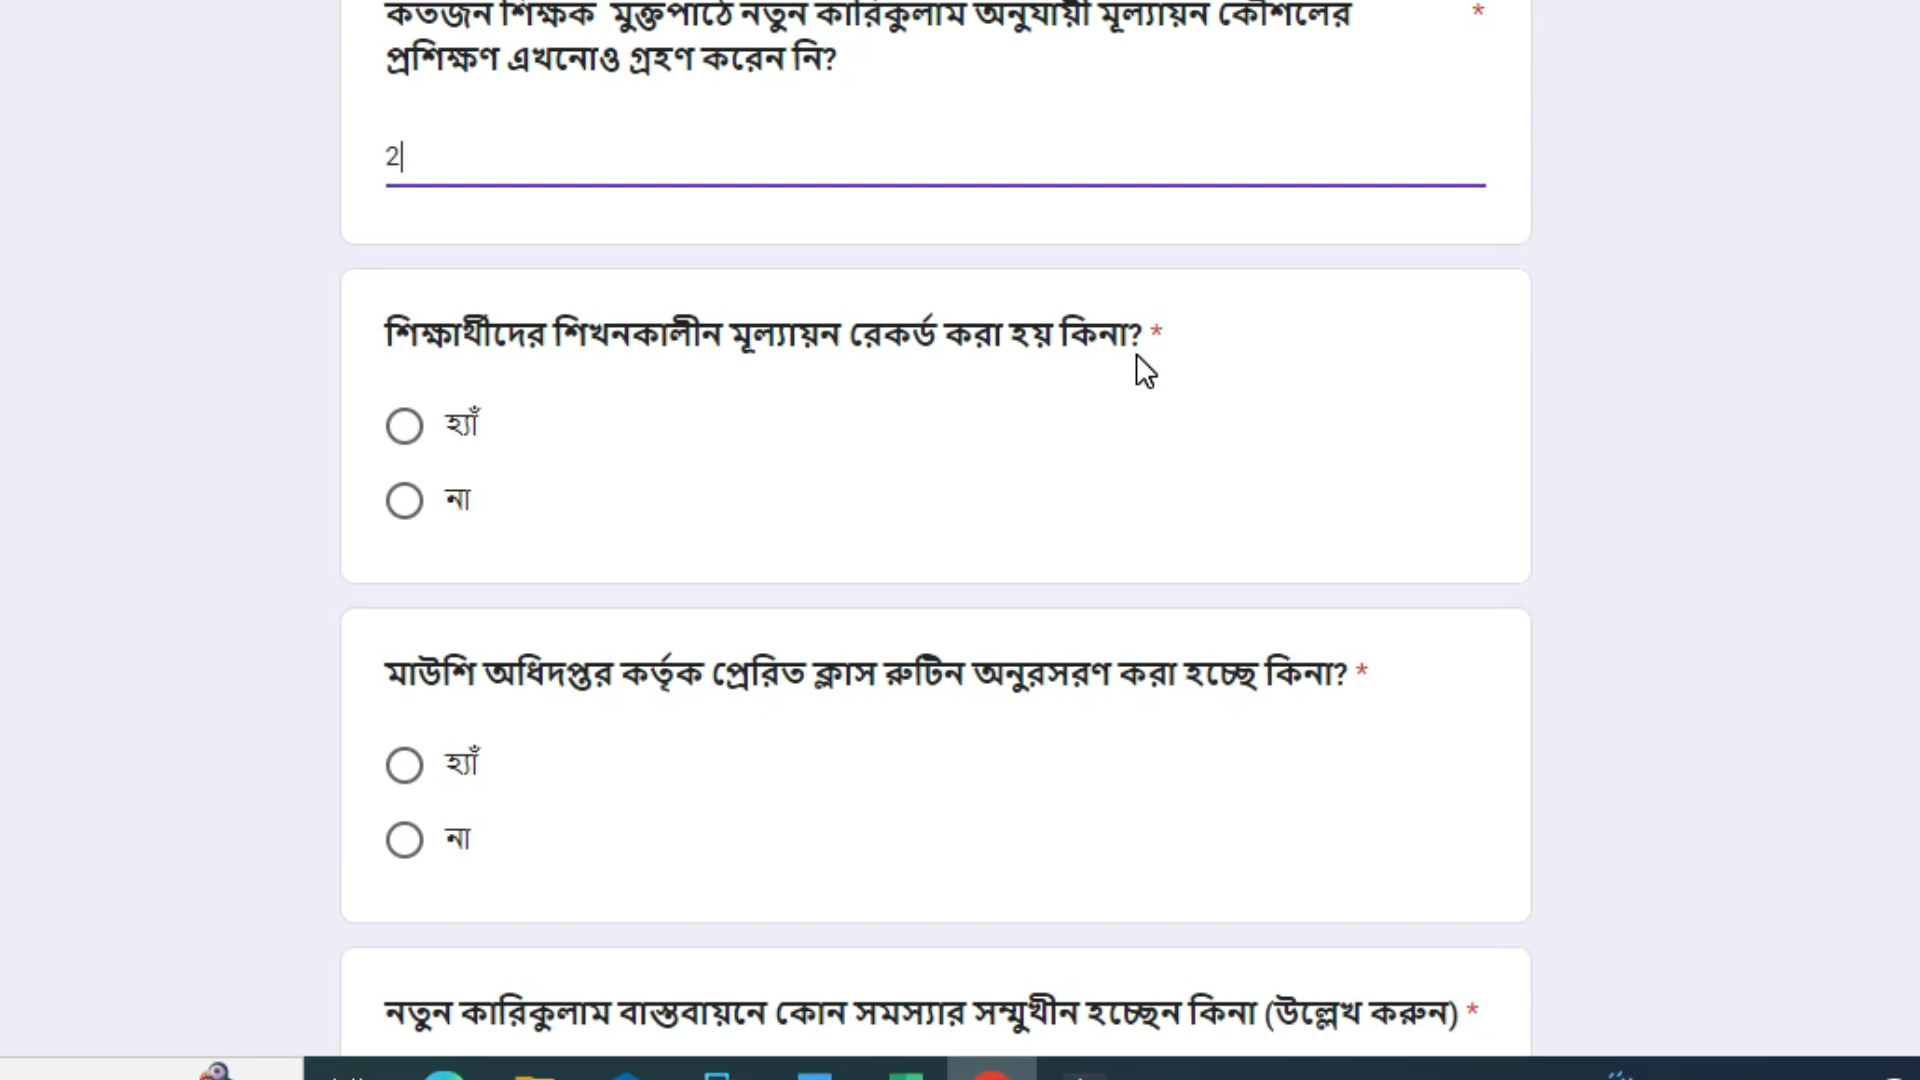 কতজন শিক্ষক মুক্তপাঠে নতুন কারিকুলাম অনুযায়ী মূল্যায়ন কৌশলের *
প্রশিক্ষণ এখনোও গ্রহণ করেন নি?
2
শিক্ষার্থীদের শিখনকালীন মূল্যায়ন রেকর্ড করা হয় কিনা? *
হ্যাঁ
না
মাউশি অধিদপ্তর কর্তৃক প্রেরিত ক্লাস রুটিন অনুরসরণ করা হচ্ছে কিনা? *
হ্যাঁ
না
নতুন কারিকুলাম বাস্তবায়নে কোন সমস্যার সম্মুখীন হচ্ছেন কিনা (উল্লেখ করুন) *